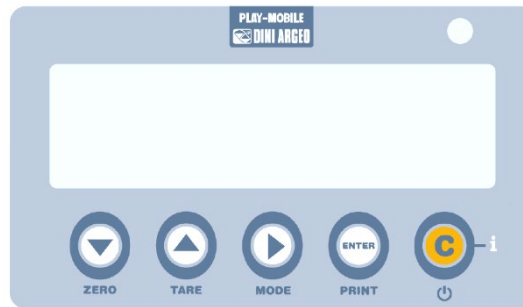 PLAY-MOBILE
DINI ARGEO
ENTER
C
i
ZERO
TARE
MODE
PRINT